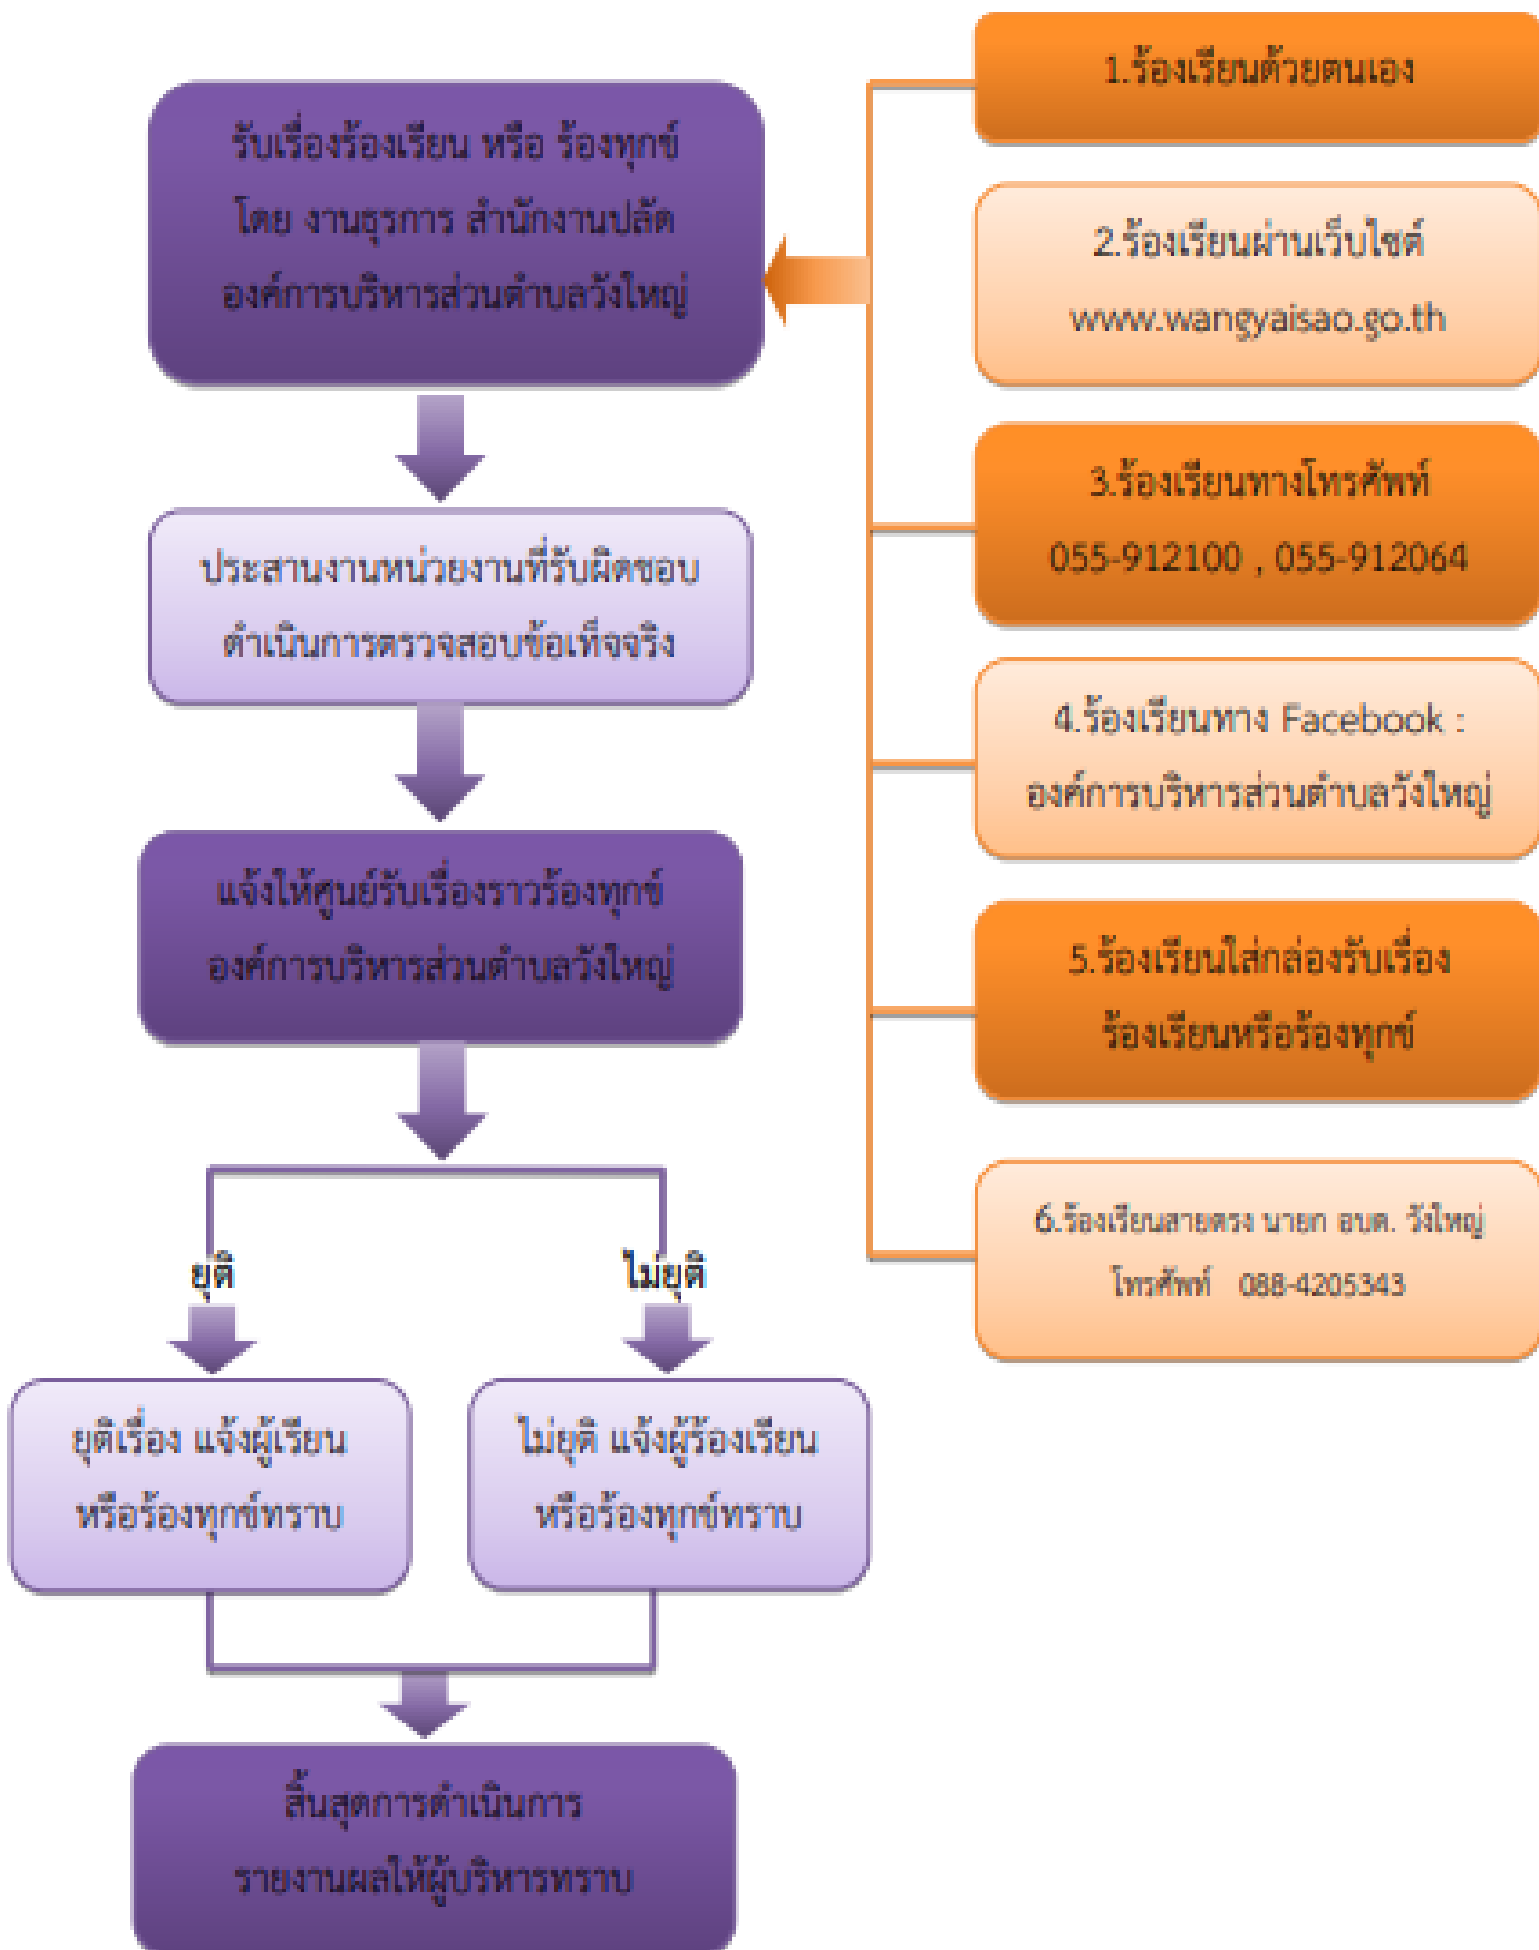 รับเรื่องร้องเรียน หรือ ร้องทุกข์
โดย งานธุรการ สำนักงานปลัด
องค์การบริหารส่วนตำบลวังใหญ่
ประสานงานหน่วยงานที่รับผิดชอบ
ดำเนินการตรวจสอบข้อเท็จจริง
แจ้งให้ศูนย์รับเรื่องราวร้องทุกข์
องค์การบริหารส่วนตำบลวังใหญ่
ยุติ
ไม่ยุติ
ยุติเรื่อง แจ้งผู้เรียน
หรือร้องทุกข์ทราบ
ไม่ยุติ แจ้งผู้ร้องเรียน
หรือร้องทุกข์ทราบ
สิ้นสุดการดำเนินการ
รายงานผลให้ผู้บริหารทราบ
1.ร้องเรียนด้วยตนเอง
2.ร้องเรียนผ่านเว็บไซต์
www.wangyaisao.go.th
3.ร้องเรียนทางโทรศัพท์
055-912100 , 055-912064
4.ร้องเรียนทาง Facebook :
องค์การบริหารส่วนตำบลวังใหญ่
5.ร้องเรียนใส่กล่องรับเรื่อง
ร้องเรียนหรือร้องทุกข์
6.ร้องเรียนสายตรง นายก อบต. วังใหญ่
โทรศัพท์ 088-4205343